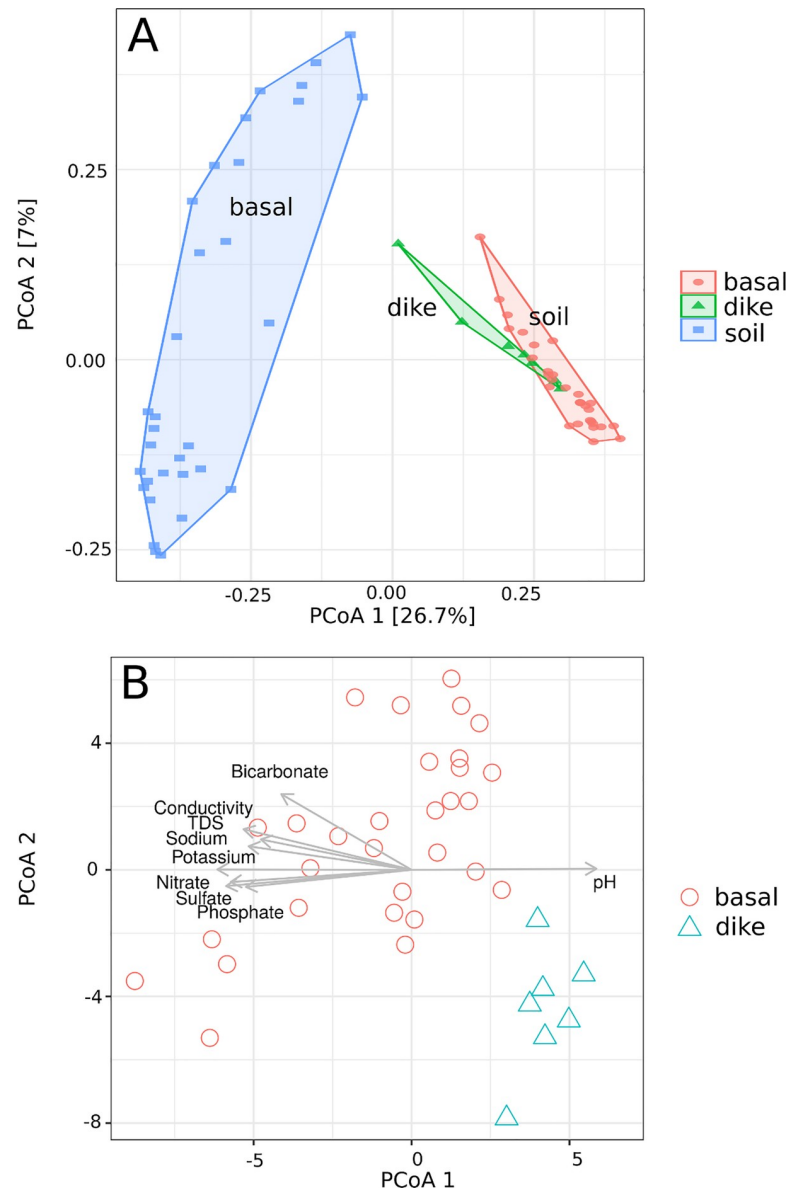 A
PCoA 2 [7%]
0.25
0.00
-0.25
basal
dike
soil
basal
dike
soil
-0.25
0.00
0.25
PCoA 1 [26.7%]
B
PCoA 2
4
0
-4
-8
Bicarbonate
Conductivity
TDS
Sodium
Potassium
Nitrate
Sulfate
Phosphate
pH
basal
dike
-5
0
5
PCoA 1